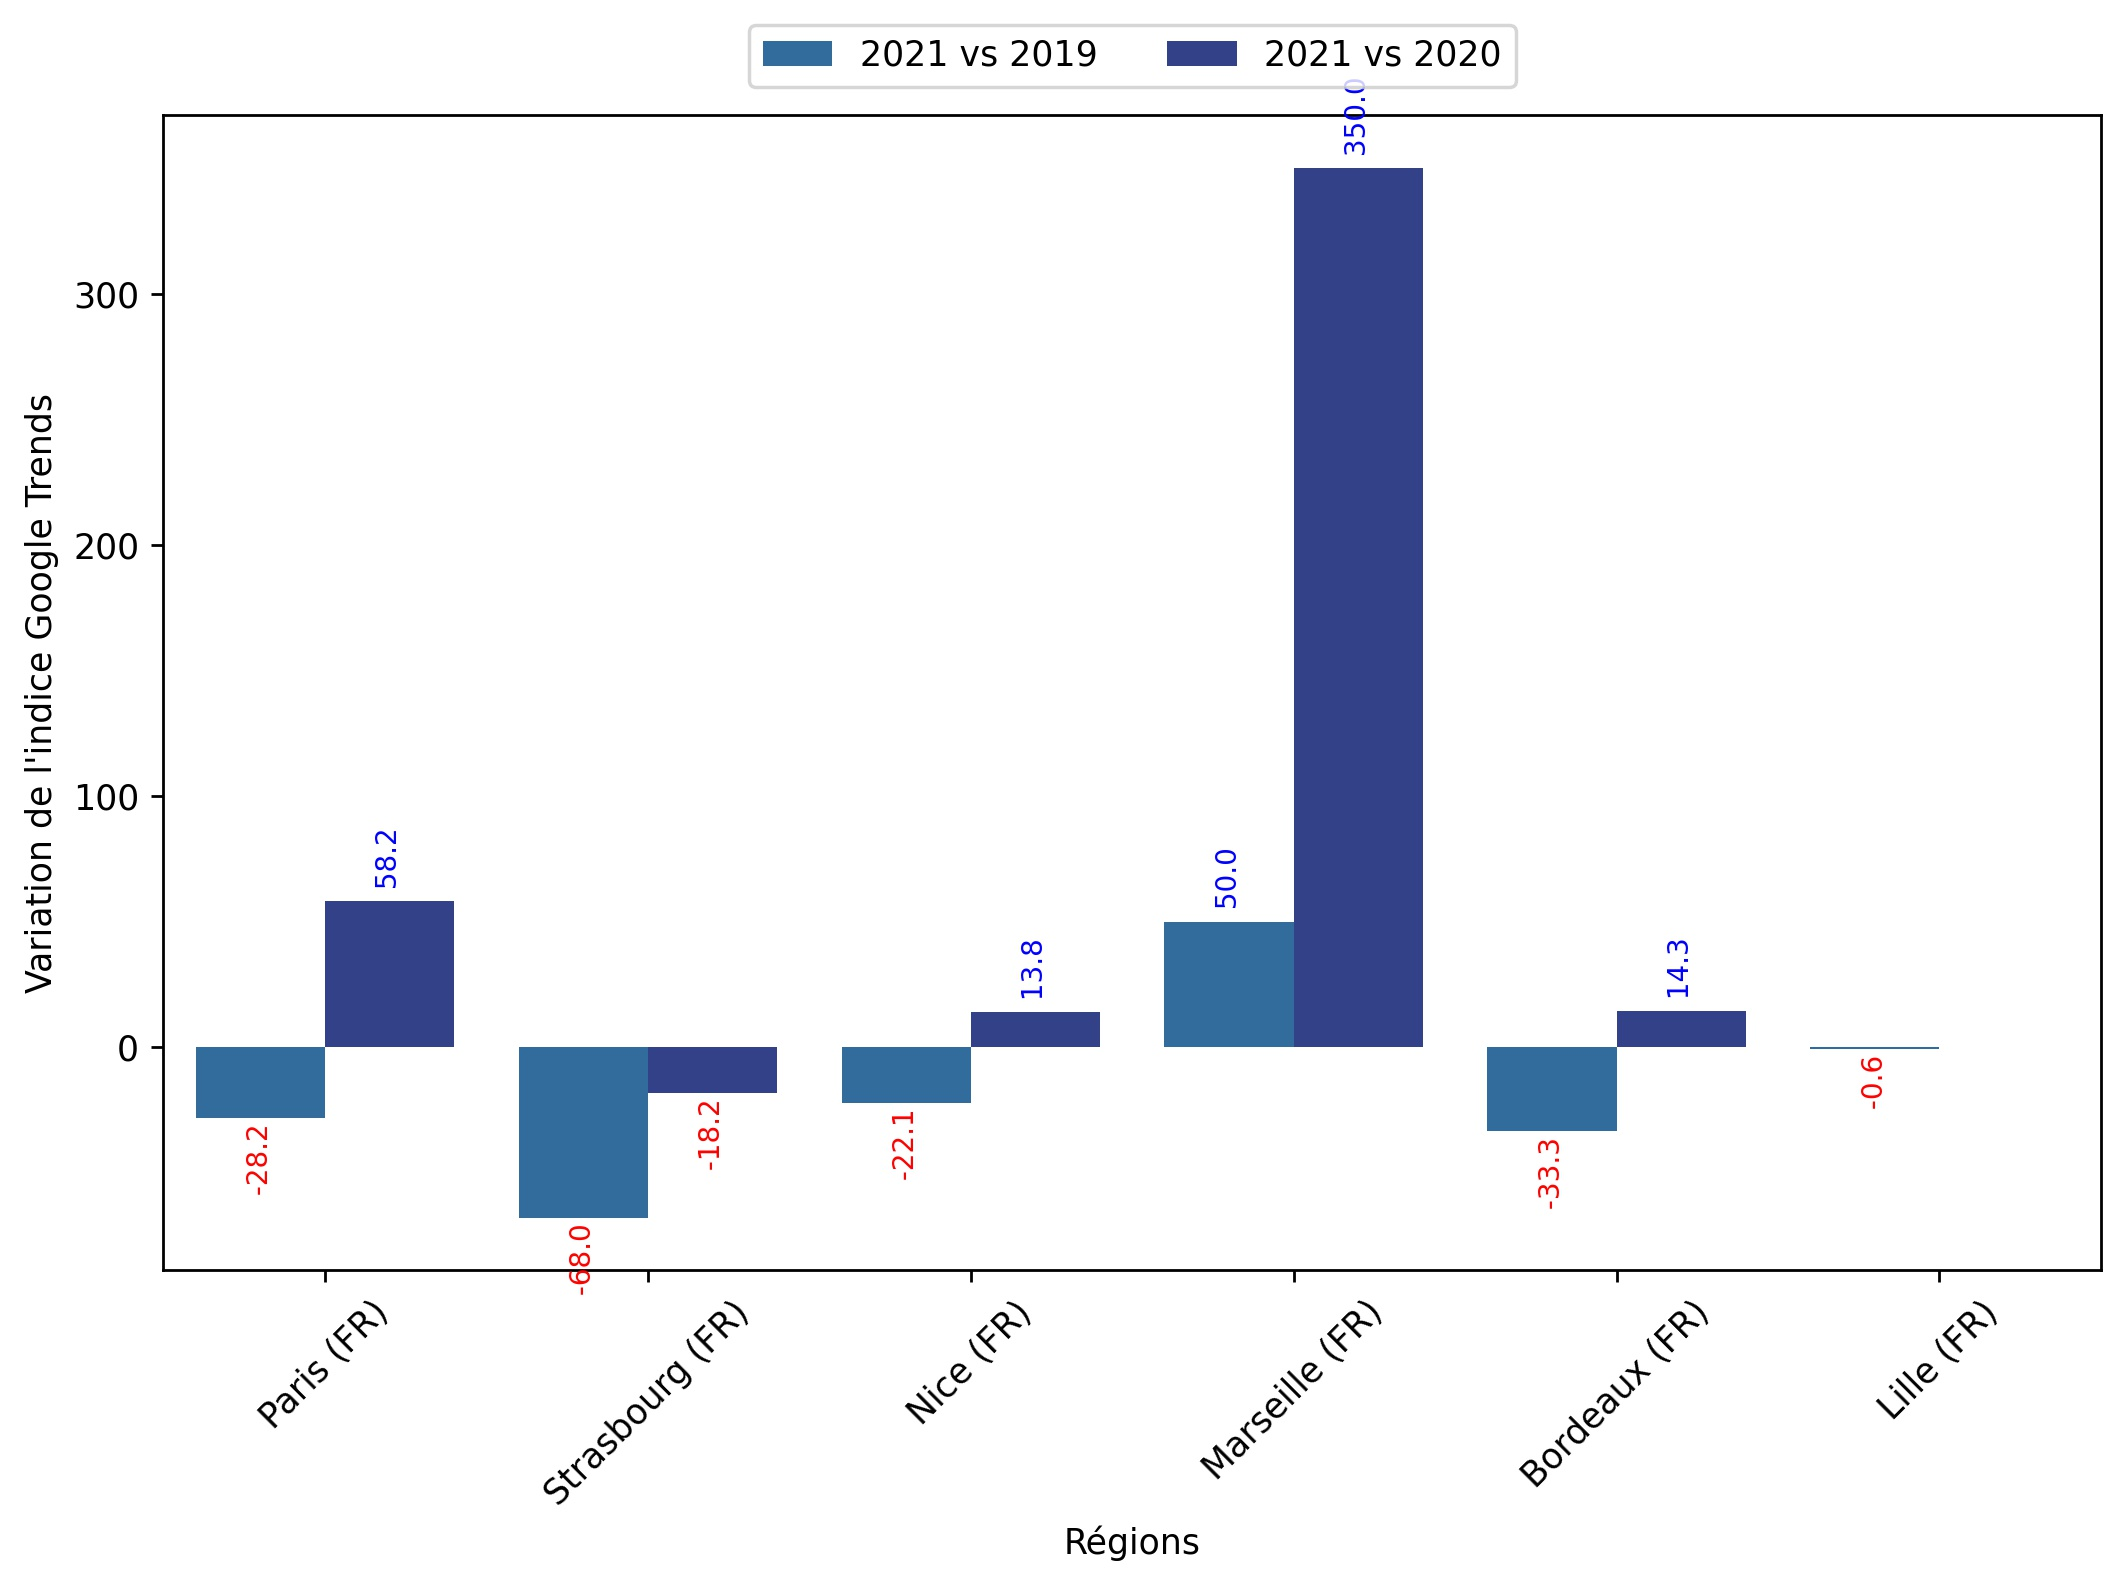 2021 vs 2019
2021 vs 2020
Variation de l'indice Google Trends
300
200
100
0
-28.2
58.2
-68.0
-18.2
-22.1
13.8
50.0
350.0
-33.3
14.3
-0.6
Paris (FR)
Strasbourg (FR)
Nice (FR)
Marseille (FR)
Bordeaux (FR)
Lille (FR)
Régions